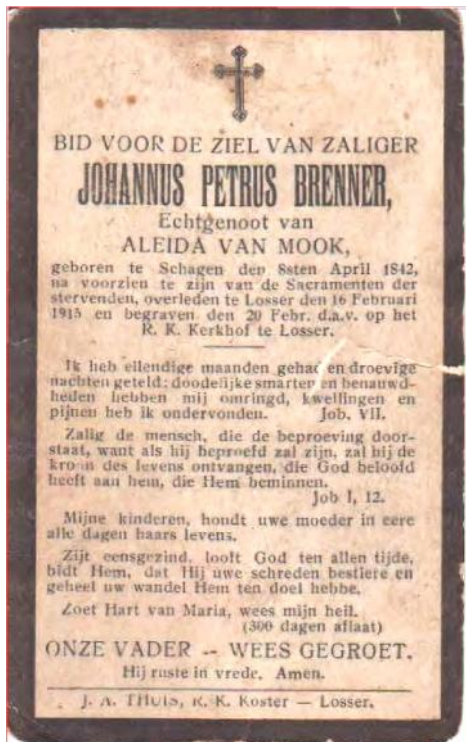 BID VOOR DE ZIEL VAN ZALIGER
JOHANNUS PETRUS BRENNER,
Echtgenoot van
ALEIDA VAN MOOK,
geboren te Schagen den 8sten April 1842,
na voorzien te zijn van de Sacramenten der
stervenden, overleden te Losser den 16 Februari
1915 en begraven den 20 Febr. d.a.v. op het
R. K. Kerkhof te Losser.
Ik heb ellendige maanden gehad en droevige
nachten geteld: doodelijke smarten en benauwd-
heden hebben mij omringd, kwellingen en
pijnen heb ik ondervonden. Job. VII.
Zalig de mensch, die de beproeving door-
staat, want als hij beproefd zal zijn, zal hij de
kroon des levens ontvangen, die God beloofd
heeft aan hem, die Hem beminnen.
Job I, 12.
Mijne kinderen, houdt uwe moeder in eere
alle dagen haars levens.
Zijt eensgezind, looft God ten allen tijde,
bidt Hem, dat Hij uwe schreden bestiere en
geheel uw wandel Hem ten doel hebbe.
Zoet Hart van Maria, wees mijn heil.
(300 dagen aflaat)
ONZE VADER -- WEES GEGROET.
Hij ruste in vrede. Amen.
J. A. THUIS, R. K. Koster — Losser.